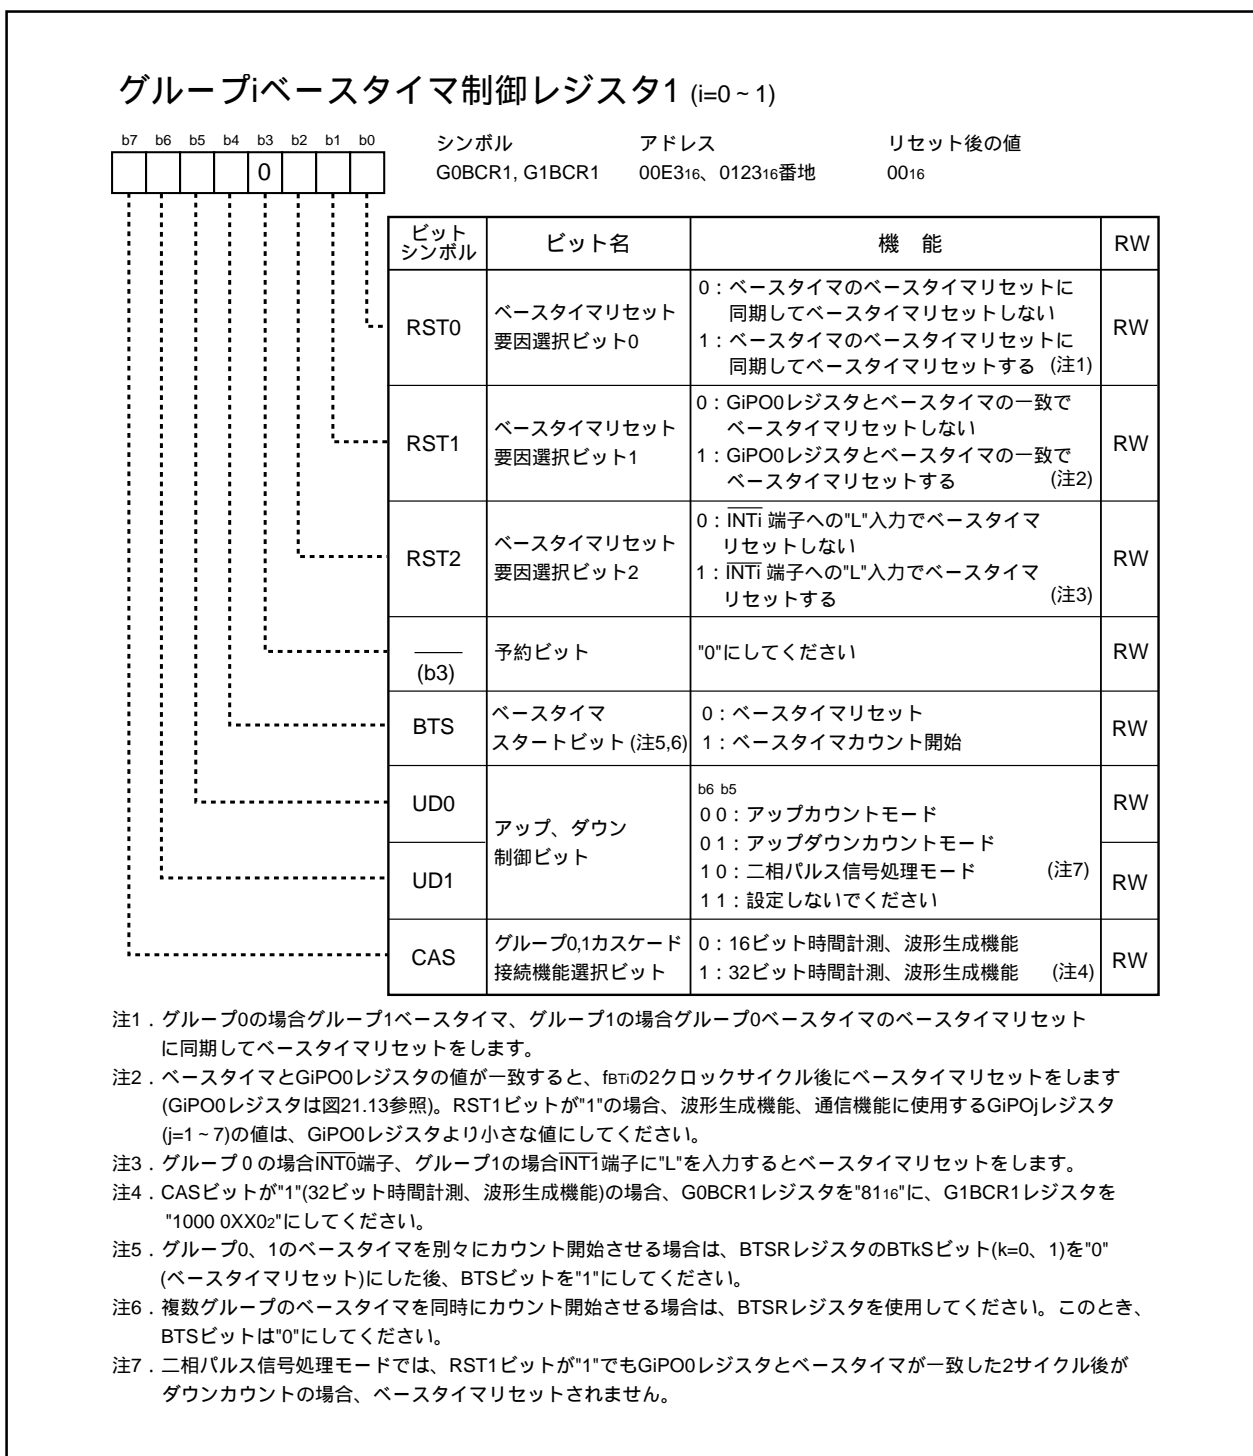 グループiベースタイマ制御レジスタ1 (i=0~1)
b7 b6 b5 b4 b3 b2 b1 b0
0
シンボル アドレス リセット後の値
G0BCR1, G1BCR1 00E316、012316番地 0016
ビット
シンボル
ビット名
機 能
RW
RST0
ベースタイマリセット
要因選択ビット0
0:ベースタイマのベースタイマリセットに
同期してベースタイマリセットしない
1:ベースタイマのベースタイマリセットに
同期してベースタイマリセットする (注1)
RW
RST1
ベースタイマリセット
要因選択ビット1
0:GiPO0レジスタとベースタイマの一致で
ベースタイマリセットしない
1:GiPO0レジスタとベースタイマの一致で
ベースタイマリセットする (注2)
RW
RST2
ベースタイマリセット
要因選択ビット2
0:INTi 端子への"L"入力でベースタイマ
リセットしない
1:INTi 端子への"L"入力でベースタイマ
リセットする (注3)
RW
(b3)
予約ビット
"0"にしてください
RW
BTS
ベースタイマ
スタートビット (注5,6)
0:ベースタイマリセット
1:ベースタイマカウント開始
RW
UD0
UD1
アップ、ダウン
制御ビット
b6 b5
0 0:アップカウントモード
0 1:アップダウンカウントモード
1 0:二相パルス信号処理モード (注7)
1 1:設定しないでください
RW
RW
CAS
グループ0,1カスケード
接続機能選択ビット
0:16ビット時間計測、波形生成機能
1:32ビット時間計測、波形生成機能 (注4)
RW
注1.グループ0の場合グループ1ベースタイマ、グループ1の場合グループ0ベースタイマのベースタイマリセット
に同期してベースタイマリセットをします。
注2.ベースタイマとGiPO0レジスタの値が一致すると、fBTiの2クロックサイクル後にベースタイマリセットをします
(GiPO0レジスタは図21.13参照)。RST1ビットが"1"の場合、波形生成機能、通信機能に使用するGiPOjレジスタ
(j=1~7)の値は、GiPO0レジスタより小さな値にしてください。
注3.グループ0の場合INT0端子、グループ1の場合INT1端子に"L"を入力するとベースタイマリセットをします。
注4.CASビットが"1"(32ビット時間計測、波形生成機能)の場合、G0BCR1レジスタを"8116"に、G1BCR1レジスタを
"1000 0XX02"にしてください。
注5.グループ0、1のベースタイマを別々にカウント開始させる場合は、BTSRレジスタのBTkSビット(k=0、1)を"0"
(ベースタイマリセット)にした後、BTSビットを"1"にしてください。
注6.複数グループのベースタイマを同時にカウント開始させる場合は、BTSRレジスタを使用してください。このとき、
BTSビットは"0"にしてください。
注7.二相パルス信号処理モードでは、RST1ビットが"1"でもGiPO0レジスタとベースタイマが一致した2サイクル後が
ダウンカウントの場合、ベースタイマリセットされません。